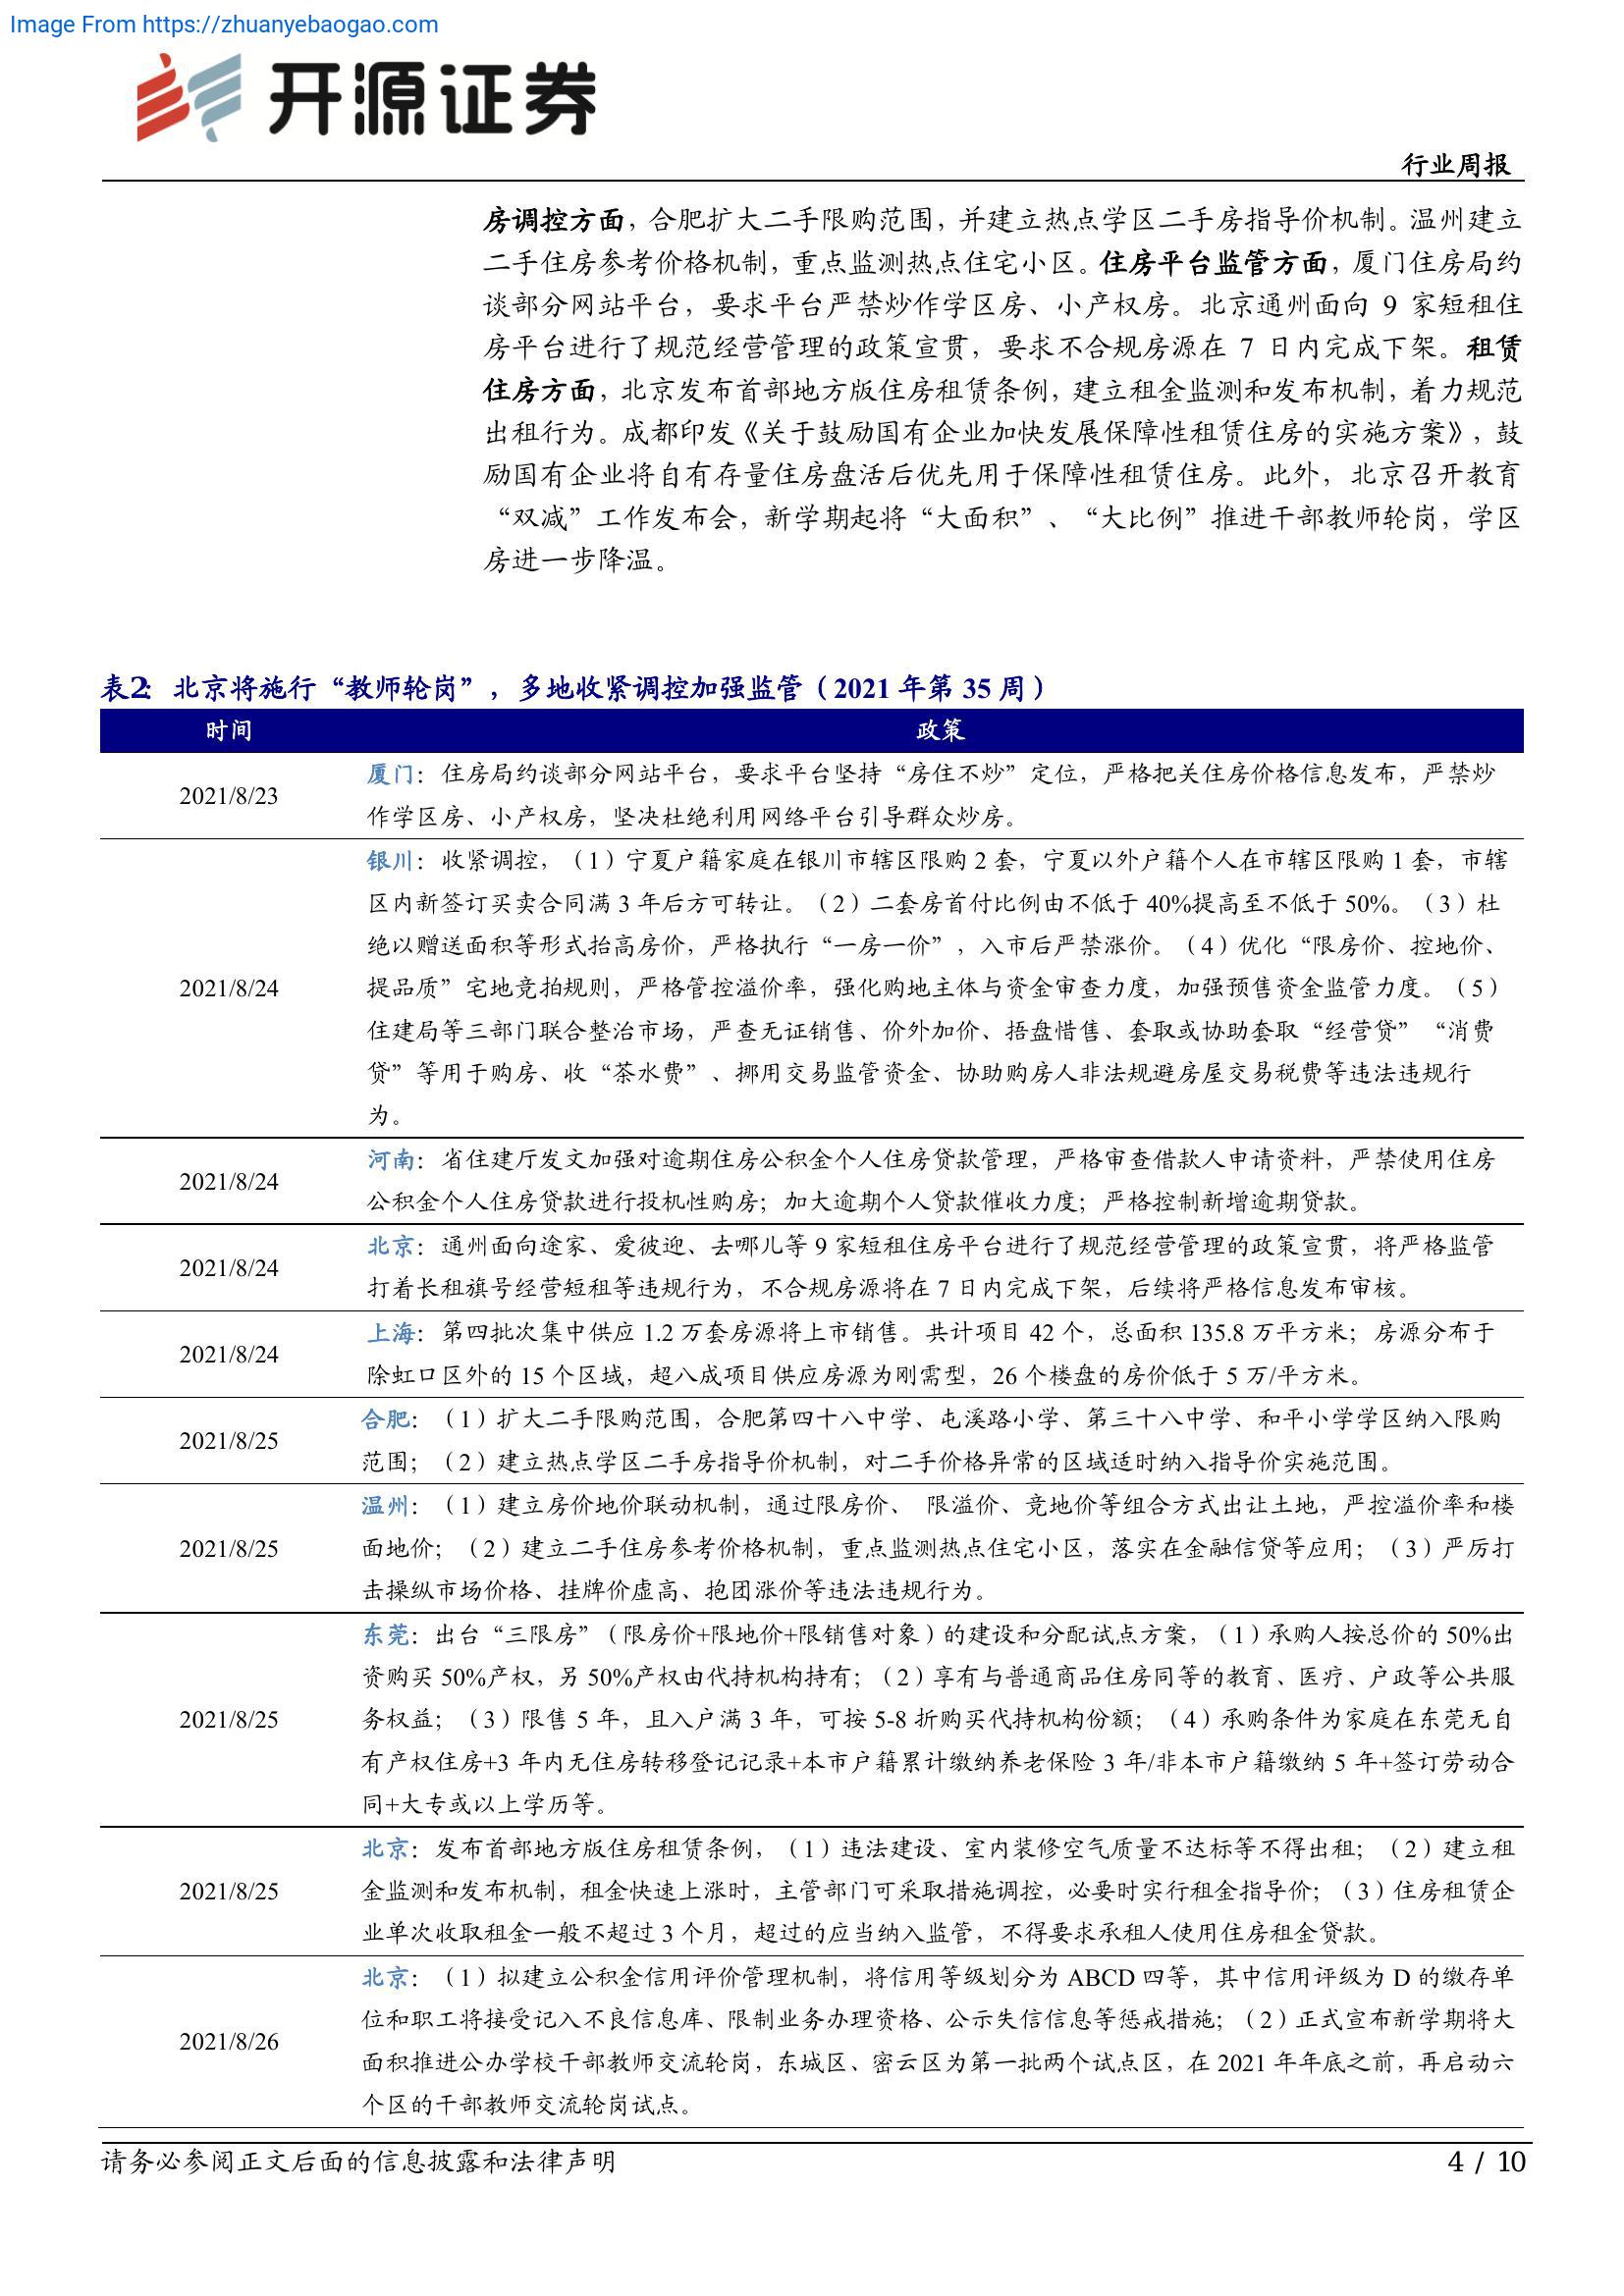 Image From https://zhuanyebaogao.com
开源证券
行业周报
房调控方面，合肥扩大二手限购范围，并建立热点学区二手房指导价机制。温州建立
二手住房参考价格机制，重点监测热点住宅小区。住房平台监管方面，厦门住房局约
谈部分网站平台，要求平台严禁炒作学区房、小产权房。北京通州面向 9 家短租住
房平台进行了规范经营管理的政策宣贯，要求不合规房源在 7 日内完成下架。租赁
住房方面，北京发布首部地方版住房租赁条例，建立租金监测和发布机制，着力规范
出租行为。成都印发《关于鼓励国有企业加快发展保障性租赁住房的实施方案》，鼓
励国有企业将自有存量住房盘活后优先用于保障性租赁住房。此外，北京召开教育
“双减”工作发布会，新学期起将“大面积”、“大比例”推进干部教师轮岗，学区
房进一步降温。
表2：北京将施行“教师轮岗”，多地收紧调控加强监管（2021 年第 35 周）
时间 政策
2021/8/23
厦门：住房局约谈部分网站平台，要求平台坚持“房住不炒”定位，严格把关住房价格信息发布，严禁炒
作学区房、小产权房，坚决杜绝利用网络平台引导群众炒房。
2021/8/24
银川：收紧调控，（1）宁夏户籍家庭在银川市辖区限购 2 套，宁夏以外户籍个人在市辖区限购 1 套，市辖
区内新签订买卖合同满 3 年后方可转让。（2）二套房首付比例由不低于 40%提高至不低于 50%。（3）杜
绝以赠送面积等形式抬高房价，严格执行“一房一价”，入市后严禁涨价。（4）优化“限房价、控地价、
提品质”宅地竞拍规则，严格管控溢价率，强化购地主体与资金审查力度，加强预售资金监管力度。（5）
住建局等三部门联合整治市场，严查无证销售、价外加价、捂盘惜售、套取或协助套取“经营贷”“消费
贷”等用于购房、收“茶水费”、挪用交易监管资金、协助购房人非法规避房屋交易税费等违法违规行
为。
2021/8/24
河南：省住建厅发文加强对逾期住房公积金个人住房贷款管理，严格审查借款人申请资料，严禁使用住房
公积金个人住房贷款进行投机性购房；加大逾期个人贷款催收力度；严格控制新增逾期贷款。
2021/8/24
北京：通州面向途家、爱彼迎、去哪儿等 9 家短租住房平台进行了规范经营管理的政策宣贯，将严格监管
打着长租旗号经营短租等违规行为，不合规房源将在 7 日内完成下架，后续将严格信息发布审核。
2021/8/24
上海：第四批次集中供应 1.2 万套房源将上市销售。共计项目 42 个，总面积 135.8 万平方米；房源分布于
除虹口区外的 15 个区域，超八成项目供应房源为刚需型，26 个楼盘的房价低于 5 万/平方米。
2021/8/25
合肥：（1）扩大二手限购范围，合肥第四十八中学、屯溪路小学、第三十八中学、和平小学学区纳入限购
范围；（2）建立热点学区二手房指导价机制，对二手价格异常的区域适时纳入指导价实施范围。
2021/8/25
温州：（1）建立房价地价联动机制，通过限房价、 限溢价、竞地价等组合方式出让土地，严控溢价率和楼
面地价；（2）建立二手住房参考价格机制，重点监测热点住宅小区，落实在金融信贷等应用；（3）严厉打
击操纵市场价格、挂牌价虚高、抱团涨价等违法违规行为。
2021/8/25
东莞：出台“三限房”（限房价+限地价+限销售对象）的建设和分配试点方案，（1）承购人按总价的 50%出
资购买 50%产权，另 50%产权由代持机构持有；（2）享有与普通商品住房同等的教育、医疗、户政等公共服
务权益；（3）限售 5 年，且入户满 3 年，可按 5-8 折购买代持机构份额；（4）承购条件为家庭在东莞无自
有产权住房+3 年内无住房转移登记记录+本市户籍累计缴纳养老保险 3 年/非本市户籍缴纳 5 年+签订劳动合
同+大专或以上学历等。
2021/8/25
北京：发布首部地方版住房租赁条例，（1）违法建设、室内装修空气质量不达标等不得出租；（2）建立租
金监测和发布机制，租金快速上涨时，主管部门可采取措施调控，必要时实行租金指导价；（3）住房租赁企
业单次收取租金一般不超过 3 个月，超过的应当纳入监管，不得要求承租人使用住房租金贷款。
2021/8/26
北京：（1）拟建立公积金信用评价管理机制，将信用等级划分为 ABCD 四等，其中信用评级为 D 的缴存单
位和职工将接受记入不良信息库、限制业务办理资格、公示失信信息等惩戒措施；（2）正式宣布新学期将大
面积推进公办学校干部教师交流轮岗，东城区、密云区为第一批两个试点区，在 2021 年年底之前，再启动六
个区的干部教师交流轮岗试点。
请务必参阅正文后面的信息披露和法律声明 4 / 10